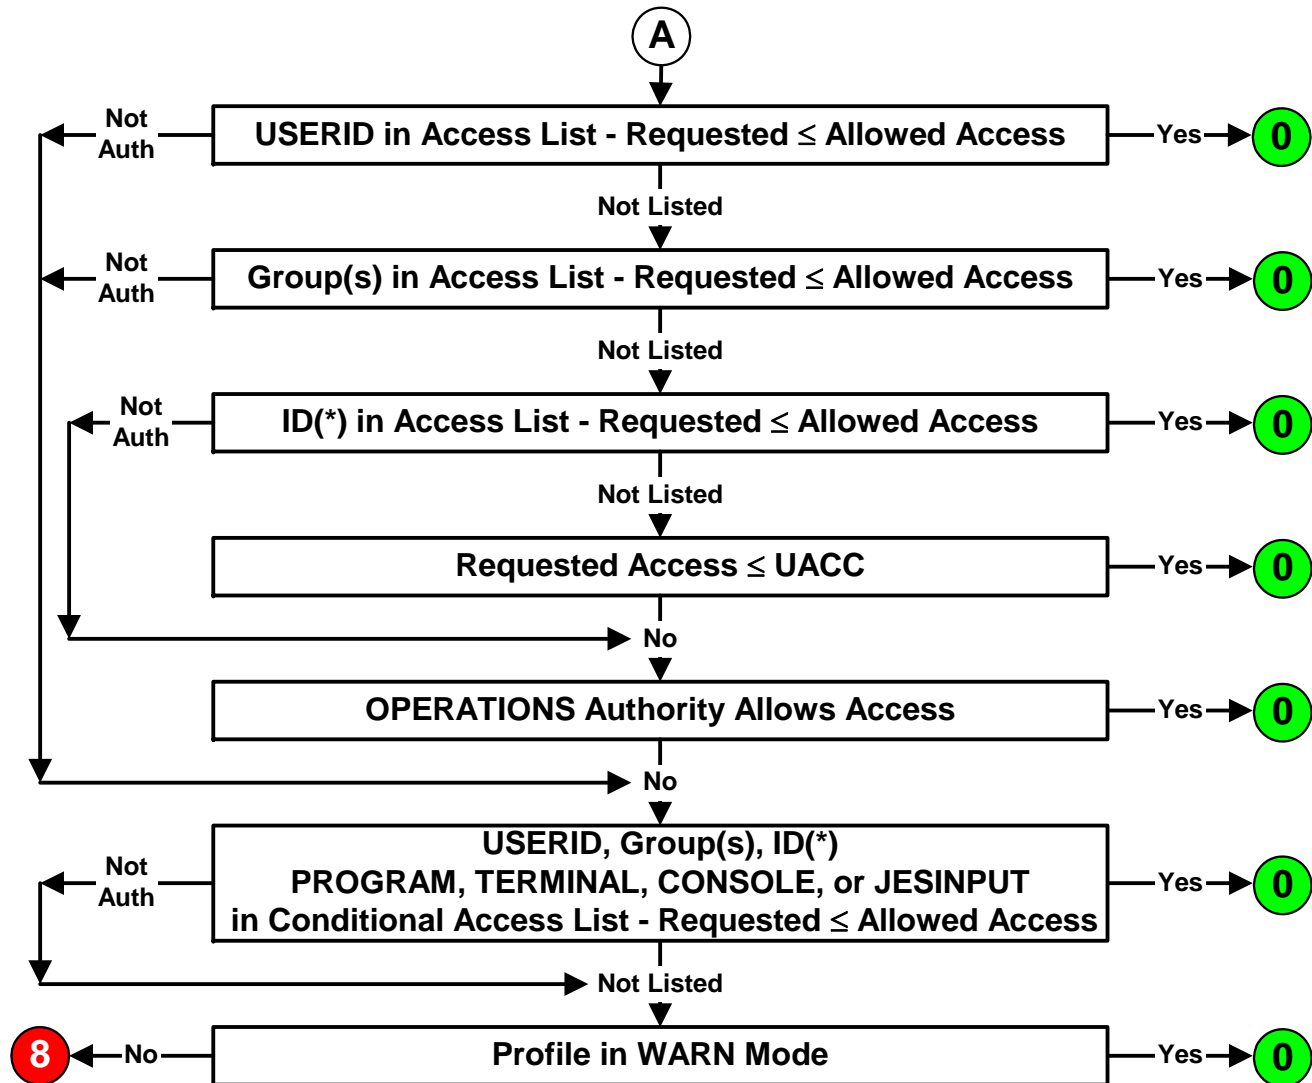 A
Not
Auth
USERID in Access List - Requested ≤ Allowed Access
Yes
0
Not Listed
Not
Auth
Group(s) in Access List - Requested ≤ Allowed Access
Yes
0
Not Listed
Not
Auth
ID(*) in Access List - Requested ≤ Allowed Access
Yes
0
Not Listed
Requested Access ≤ UACC
Yes
0
No
OPERATIONS Authority Allows Access
Yes
0
No
Not
Auth
USERID, Group(s), ID(*)
PROGRAM, TERMINAL, CONSOLE, or JESINPUT
in Conditional Access List - Requested ≤ Allowed Access
Yes
0
Not Listed
8
No
Profile in WARN Mode
Yes
0